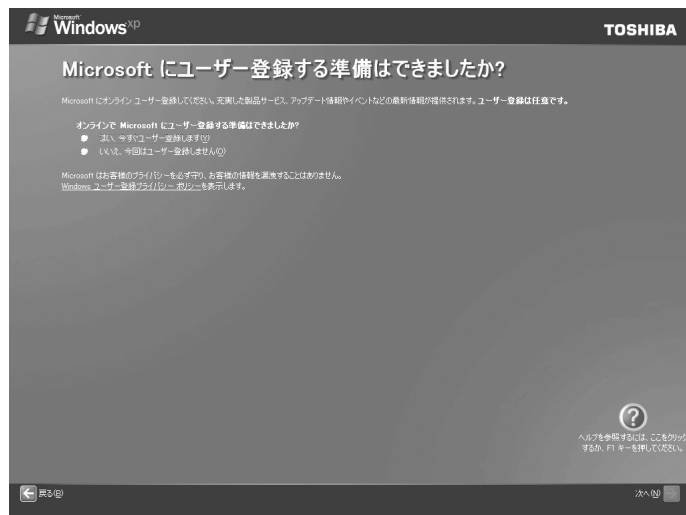 Microsoft
Windows xp
TOSHIBA
Microsoft にユーザー登録する準備はできましたか?
Microsoft にオンライン ユーザー登録してください。充実した製品サービス、アップデート情報やイベントなどの最新情報が提供されます。ユーザー登録は任意です。
オンラインで Microsoft にユーザー登録する準備はできましたか?
はい、今すぐユーザー登録します(Y)
いいえ、今回はユーザー登録しません(O)
Microsoft はお客様のプライバシーを必ず守り、お客様の情報を漏洩することはありません。
Windows ユーザー登録プライバシー ポリシーを表示します。
ヘルプを参照するには、ここをクリック
するか、F1 キーを押してください。
戻る(B)
次へ(N)